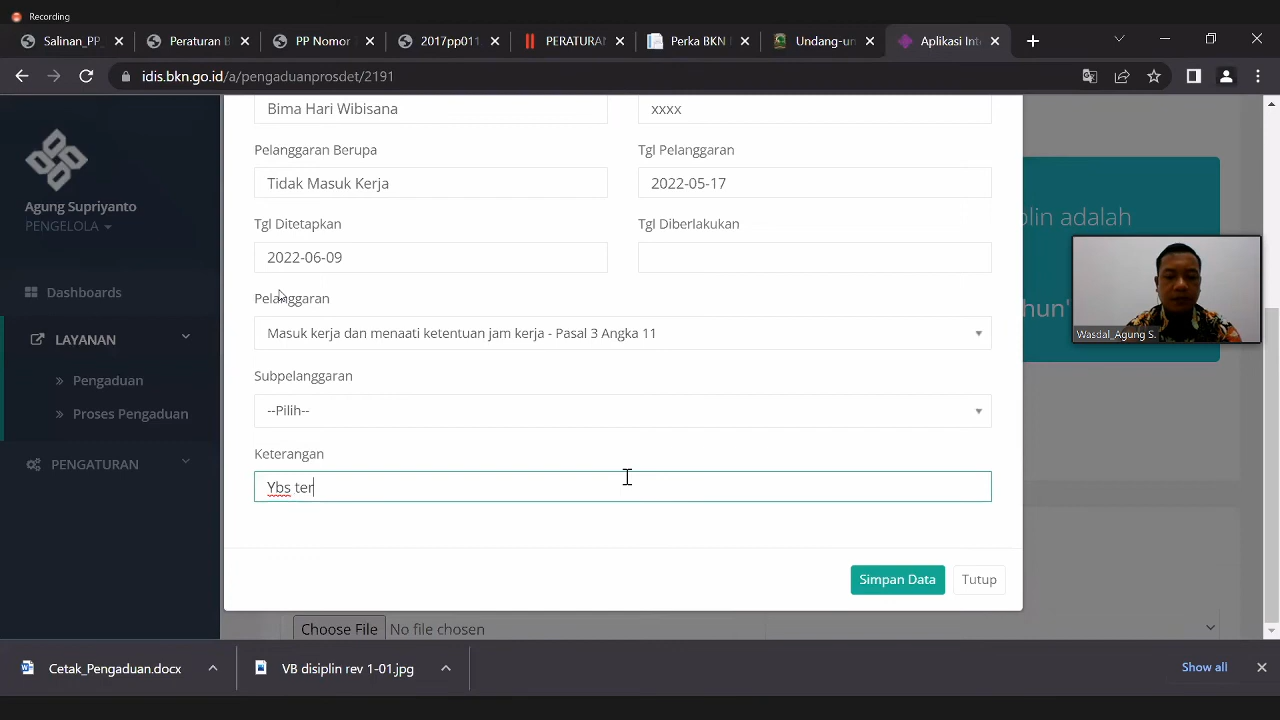 Recording
Salinan_PP_
Peraturan B
PP Nomor
2017pp011
PERATURAN
Perka BKN
Undang-un
Aplikasi Int
idis.bkn.go.id/a/pengaduanprosdet/2191
Agung Supriyanto
PENGELOLA
Dashboards
LAYANAN
Pengaduan
Proses Pengaduan
PENGATURAN
Bima Hari Wibisana
xxxx
Pelanggaran Berupa
Tgl Pelanggaran
Tidak Masuk Kerja
2022-05-17
Tgl Ditetapkan
Tgl Diberlakukan
2022-06-09
Pelanggaran
Masuk kerja dan menaati ketentuan jam kerja - Pasal 3 Angka 11
Subpelanggaran
--Pilih--
Keterangan
Ybs ter
Simpan Data
Tutup
plin adalah
hun'
Wasdal_Agung S.
Choose File
No file chosen
Cetak_Pengaduan.docx
VB disiplin rev 1-01.jpg
Show all